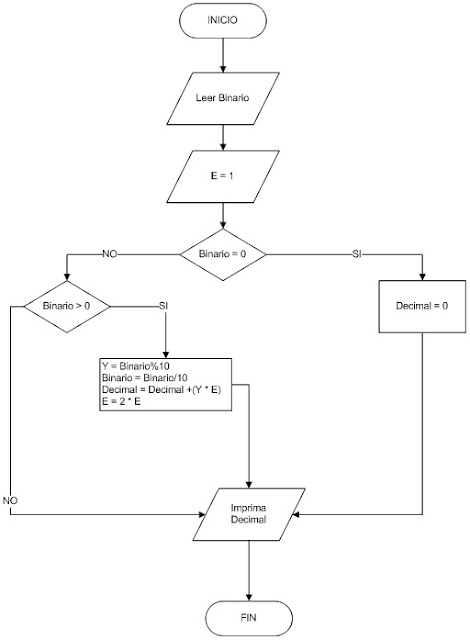 INICIO
Leer Binario
E = 1
Binario = 0
NO
SI
Binario > 0
SI
Decimal = 0
Y = Binario%10
Binario = Binario/10
Decimal = Decimal +(Y * E)
E = 2 * E
NO
Imprima
Decimal
FIN